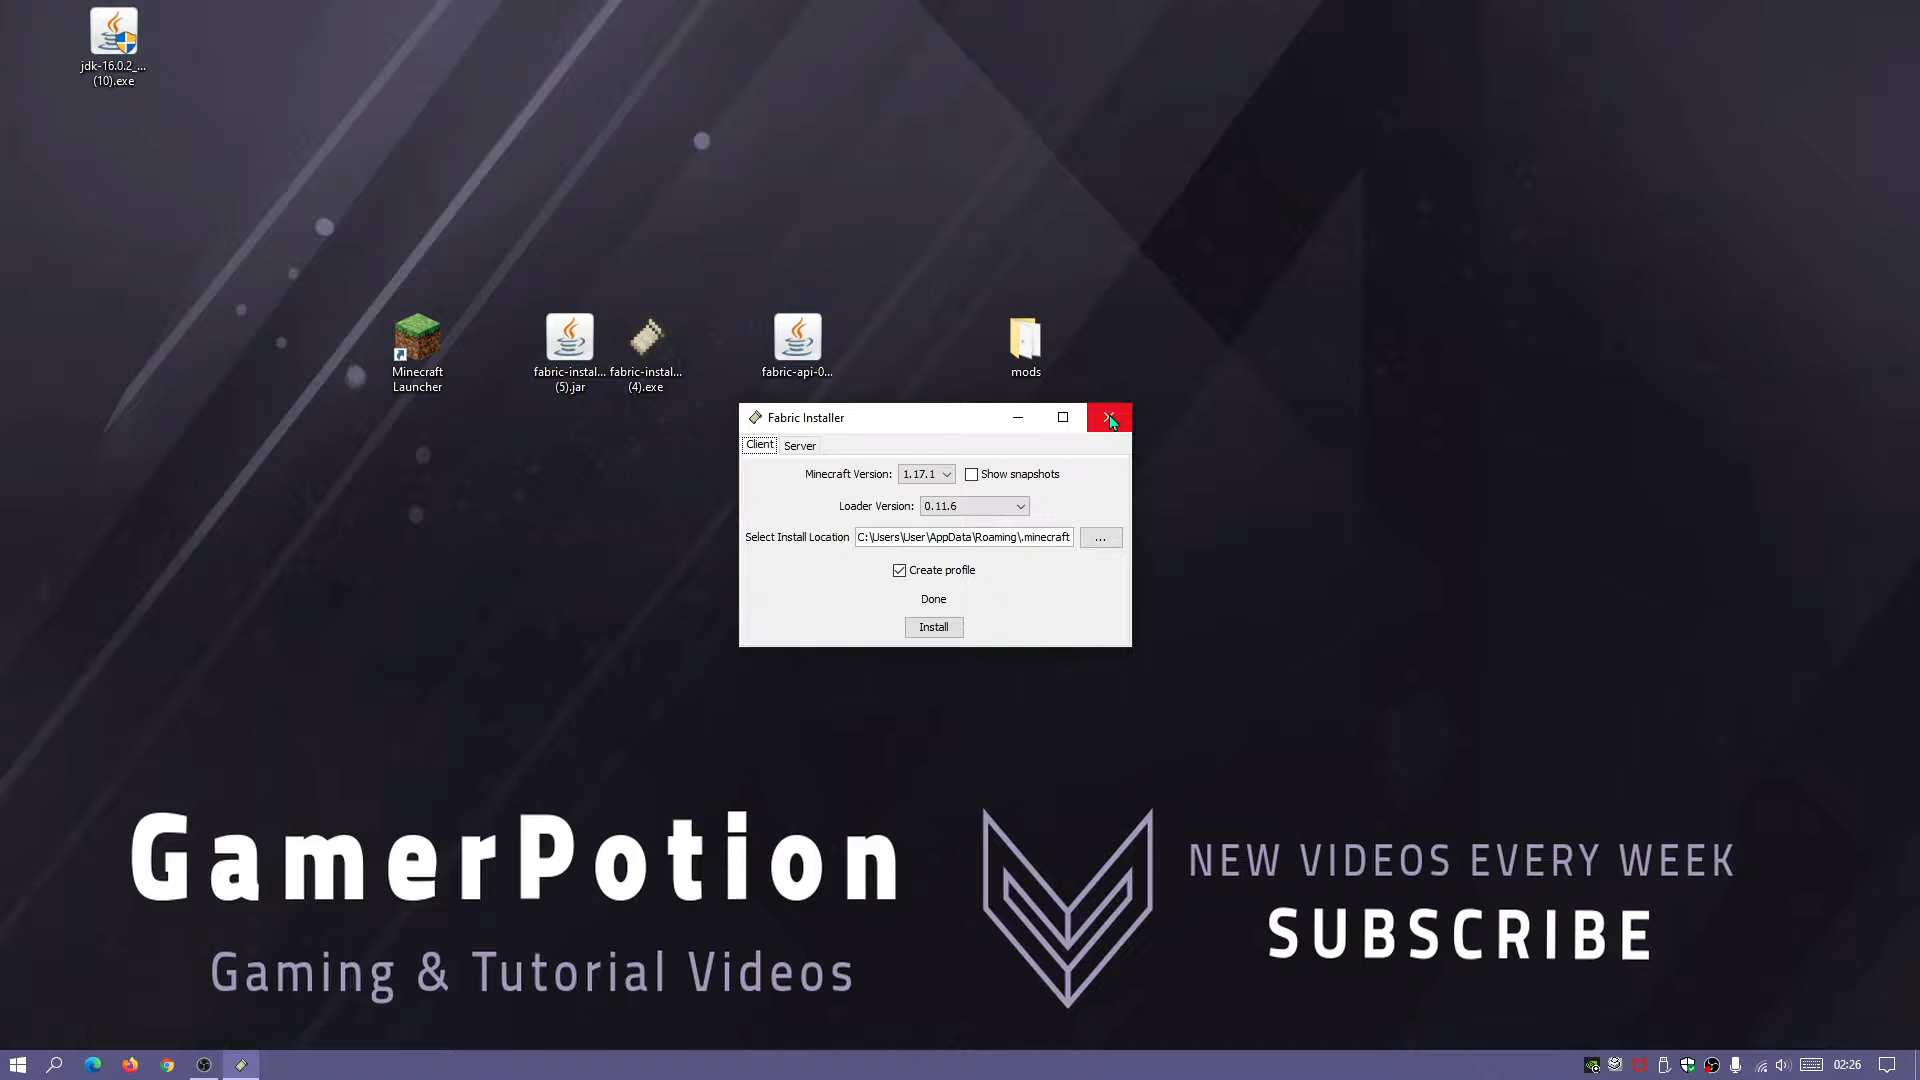 jdk-16.0.2_...
(10).exe
Minecraft
Launcher
fabric-instal...
(5).jar
fabric-instal...
(4).exe
fabric-api-0...
mods
Fabric Installer
Client
Server
Minecraft Version:
1.17.1
Show snapshots
Loader Version:
0.11.6
Select Install Location
C:\Users\User\AppData\Roaming\.minecraft
...
Create profile
Done
Install
GamerPotion
Gaming & Tutorial Videos
NEW VIDEOS EVERY WEEK
SUBSCRIBE
02:26